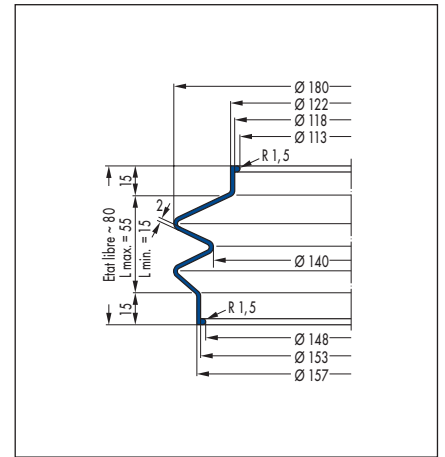 Ø 180
Ø 122
Ø 118
Ø 113
R 1,5
15
2
Etat libre ~ 80
L max. = 55
L min. = 15
Ø 140
15
R 1,5
Ø 148
Ø 153
Ø 157